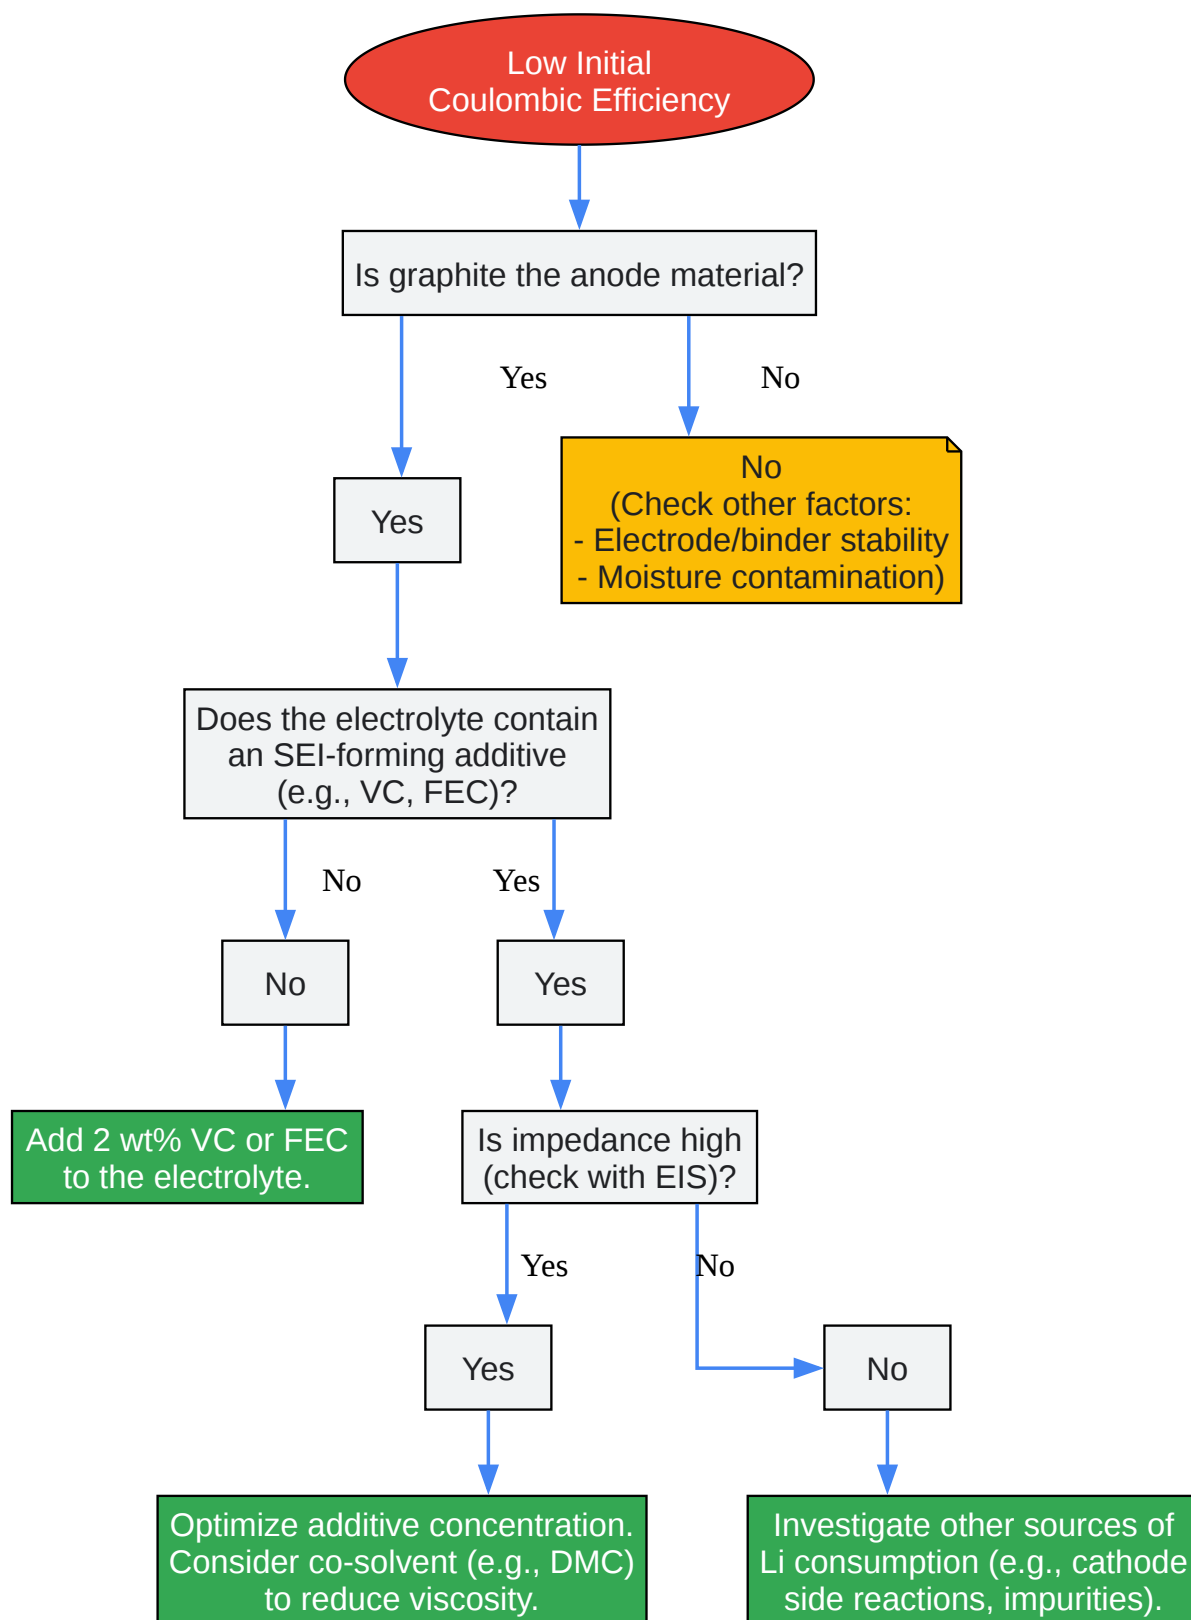 Low Initial
Coulombic Efficiency
Is graphite the anode material?
Yes
No
Yes
No
(Check other factors:
- Electrode/binder stability
- Moisture contamination)
Does the electrolyte contain
an SEI-forming additive
(e.g., VC, FEC)?
No
Yes
No
Yes
Add 2 wt% VC or FEC
to the electrolyte.
Is impedance high
(check with EIS)?
Yes
No
Yes
No
Optimize additive concentration.
Consider co-solvent (e.g., DMC)
to reduce viscosity.
Investigate other sources of
Li consumption (e.g., cathode
side reactions, impurities).